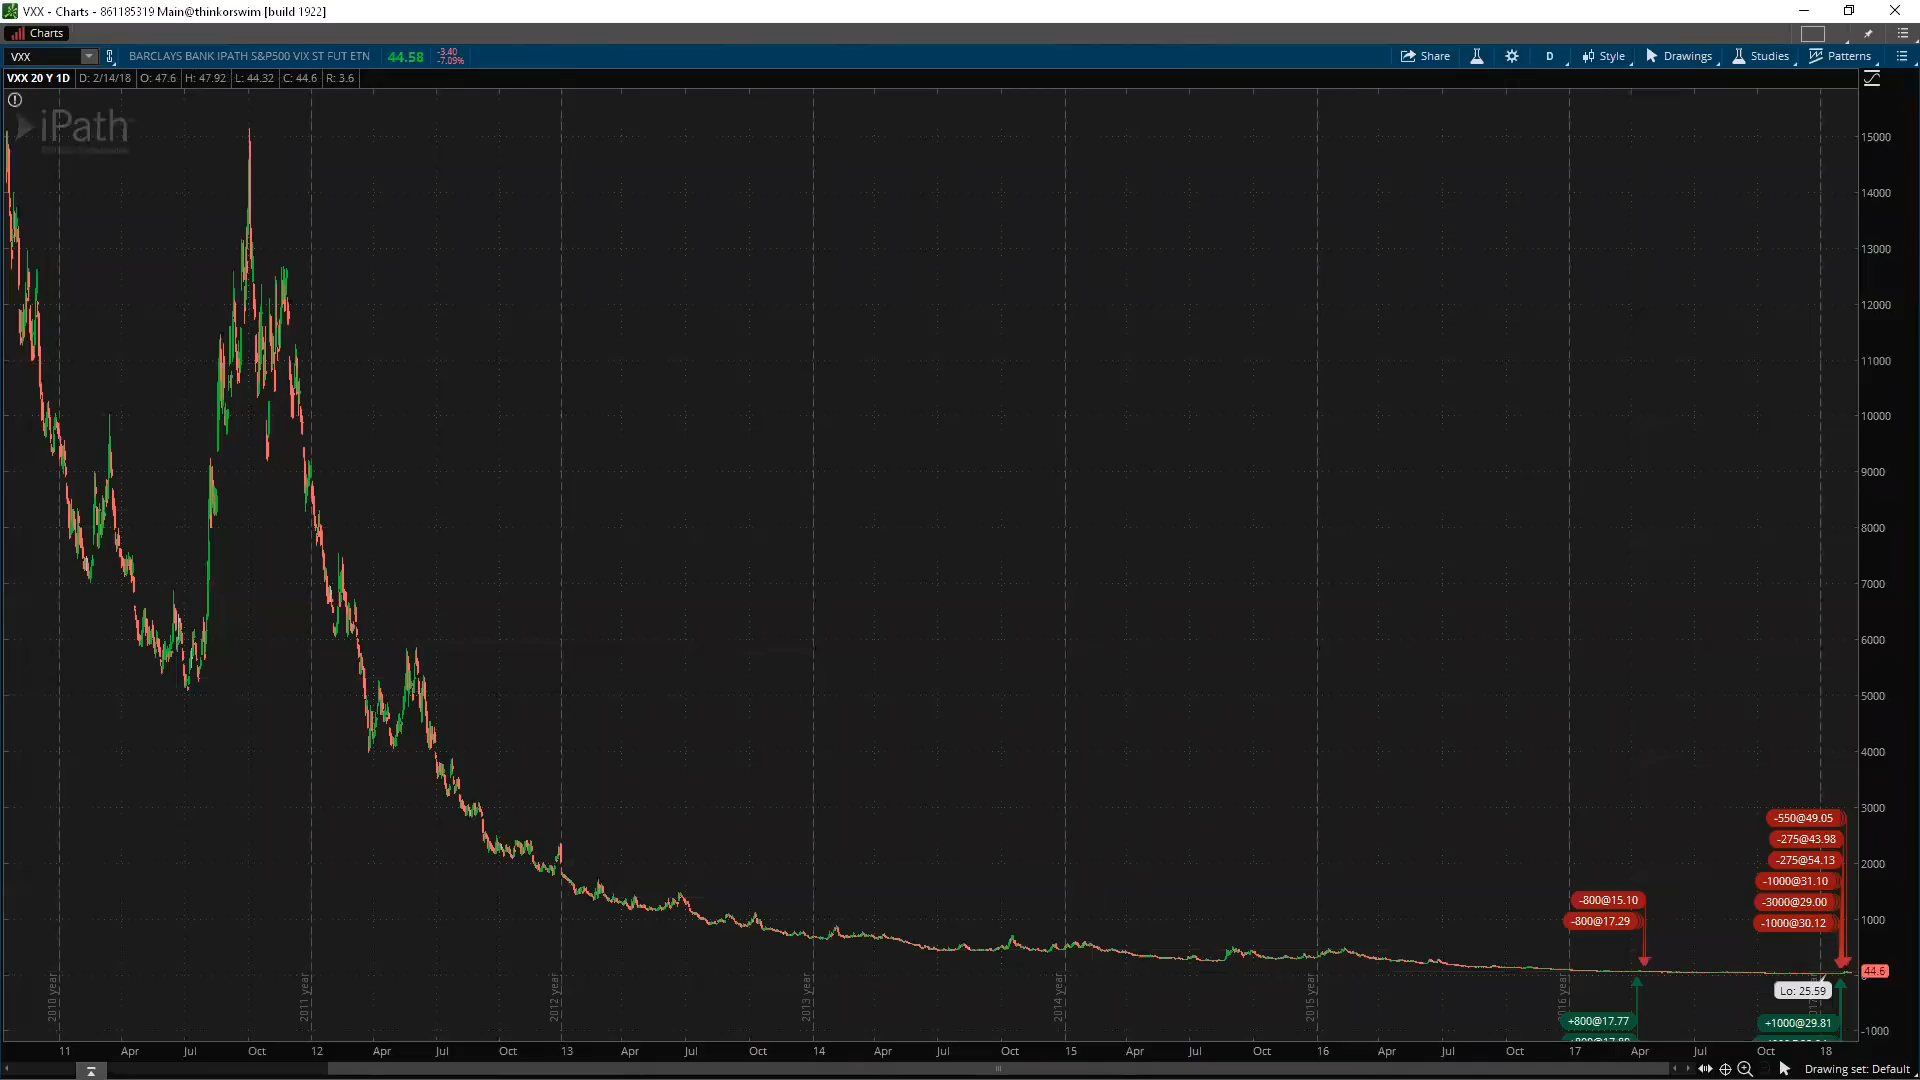 VXX - Charts - 861185319 Main@thinkorswim [build 1922]
Charts
VXX
BARCLAYS BANK IPATH S&P500 VIX ST FUT ETN
44.58
-3.40
-7.09%
Share
D
Style
Drawings
Studies
Patterns
VXX 20 Y 1D
D: 2/14/18
O: 47.6
H: 47.92
L: 44.32
C: 44.6
R: 3.6
iPath
15000
14000
13000
12000
11000
10000
9000
8000
7000
6000
5000
4000
3000
2000
1000
44.6
-1000
-550@49.05
-275@43.98
-275@54.13
-1000@31.10
-3000@29.00
-1000@30.12
-800@15.10
-800@17.29
Lo: 25.59
+800@17.77
+1000@29.81
2010 year
2011 year
2012 year
2013 year
2014 year
2015 year
2016 year
11 Apr Jul Oct 12 Apr Jul Oct 13 Apr Jul Oct 14 Apr Jul Oct 15 Apr Jul Oct 16 Apr Jul Oct 17 Apr Jul Oct 18
Drawing set: Default